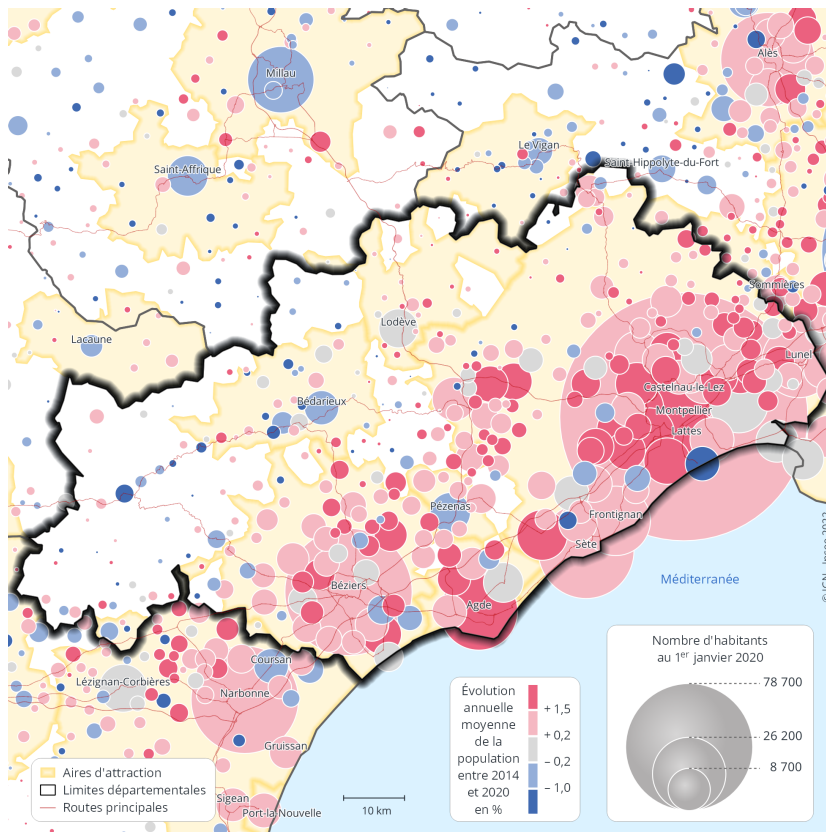 Alès
Millau
Le Vigan
Saint-Hippolyte-du-Fort
Saint-Affrique
Sommières
Lodève
Lacaune
Lunel
Castelnau-le-Lez
Bédarieux
Montpellier
Lattes
Pézenas
Frontignan
Sète
© IGN - Insee 2022
Méditerranée
Béziers
Agde
Coursan
Lézignan-Corbières
Narbonne
Gruissan
Sigean
Port-la-Nouvelle
Aires d'attraction
Limites départementales
Routes principales
10 km
Évolution
annuelle
moyenne
de la
population
entre 2014
et 2020
en %
+ 1,5
+ 0,2
– 0,2
– 1,0
Nombre d'habitants
au 1er janvier 2020
78 700
26 200
8 700